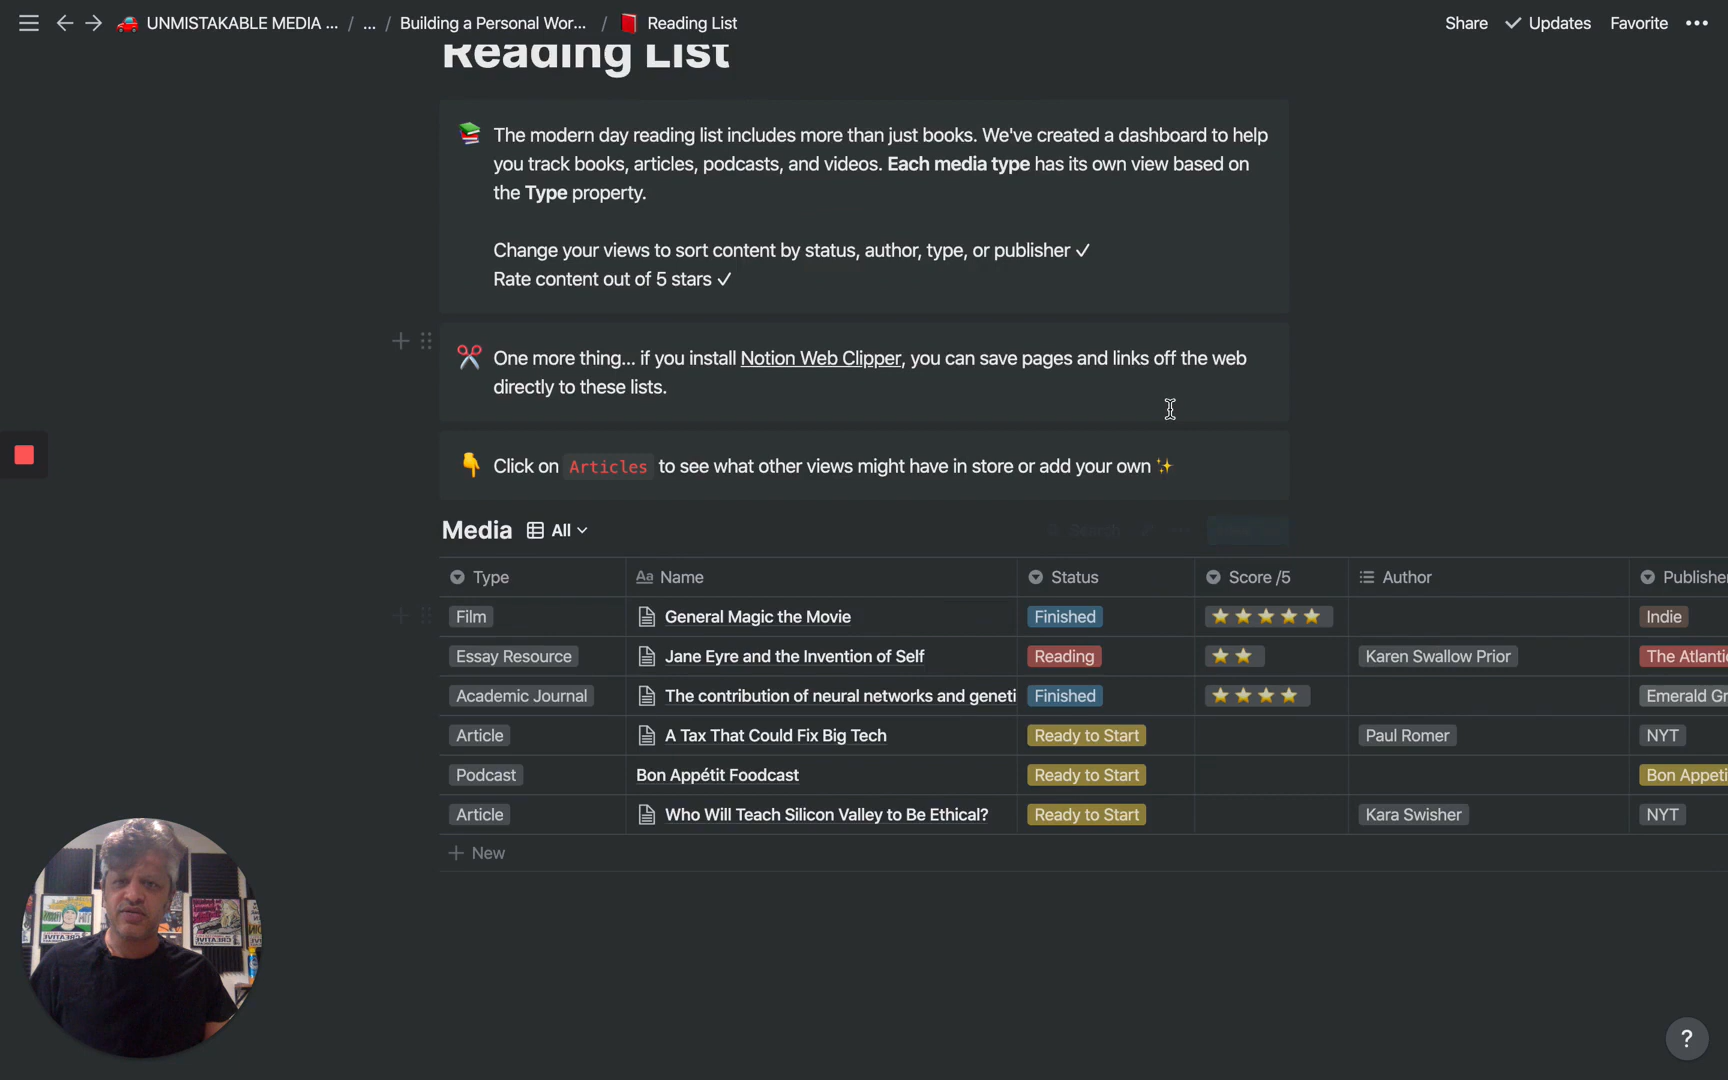 UNMISTAKABLE MEDIA ... / ... / Building a Personal Wor... / Reading List Share ✓ Updates Favorite •••
Reading List
The modern day reading list includes more than just books. We've created a dashboard to help
you track books, articles, podcasts, and videos. Each media type has its own view based on
the Type property.
Change your views to sort content by status, author, type, or publisher ✓
Rate content out of 5 stars ✓
One more thing... if you install Notion Web Clipper, you can save pages and links off the web
directly to these lists.
Click on Articles to see what other views might have in store or add your own ✨
Media All Search
Type Aa Name Status Score /5 Author Publishe
Film General Magic the Movie Finished ⭐⭐⭐⭐⭐ Indie
Essay Resource Jane Eyre and the Invention of Self Reading ⭐⭐ Karen Swallow Prior The Atlanti
Academic Journal The contribution of neural networks and geneti Finished ⭐⭐⭐⭐ Emerald Gr
Article A Tax That Could Fix Big Tech Ready to Start Paul Romer NYT
Podcast Bon Appétit Foodcast Ready to Start Bon Appeti
Article Who Will Teach Silicon Valley to Be Ethical? Ready to Start Kara Swisher NYT
+ New
?